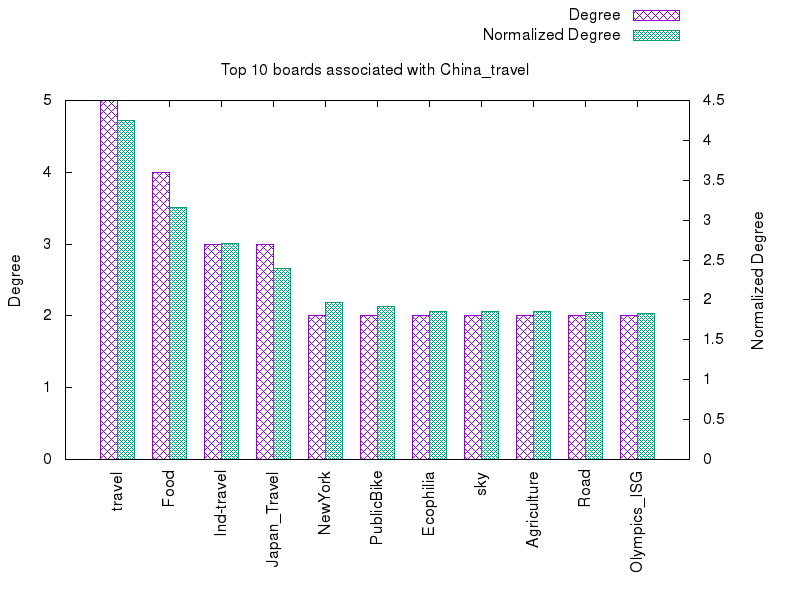 Degree
Normalized Degree
Top 10 boards associated with China_travel
5
4
3
2
1
0
4.5
4
3.5
3
2.5
2
1.5
1
0.5
0
Degree
Normalized Degree
travel
Food
Ind-travel
Japan_Travel
NewYork
PublicBike
Ecophilia
sky
Agriculture
Road
Olympics_ISG